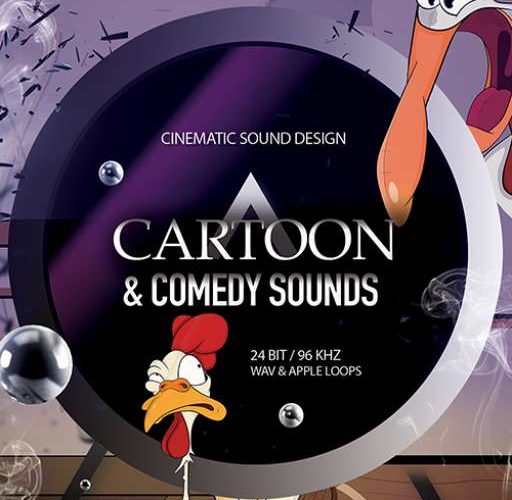 CINEMATIC SOUND DESIGN
CARTOON
& COMEDY SOUNDS
24 BIT / 96 KHZ
WAV & APPLE LOOPS